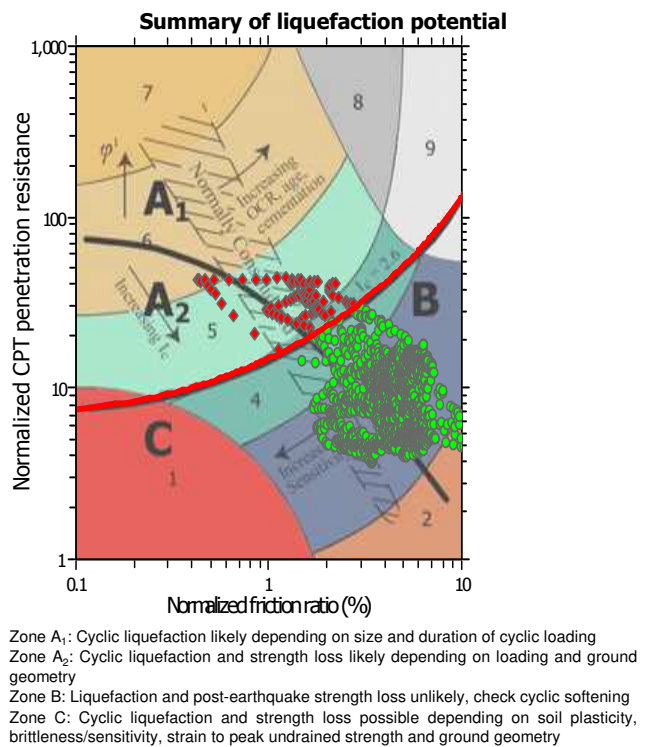 Summary of liquefaction potential
1,000
7
8
9
φ'
Increasing
OCR, age,
cementation
Normally
A1
100
6
I = 2.6
B
A2
Increasing Ic
5
Normalized CPT penetration resistance
10
4
C
1
2
1
0.1
1
10
Normalized friction ratio (%)
Zone A1: Cyclic liquefaction likely depending on size and duration of cyclic loading
Zone A2: Cyclic liquefaction and strength loss likely depending on loading and ground
geometry
Zone B: Liquefaction and post-earthquake strength loss unlikely, check cyclic softening
Zone C: Cyclic liquefaction and strength loss possible depending on soil plasticity,
brittleness/sensitivity, strain to peak undrained strength and ground geometry